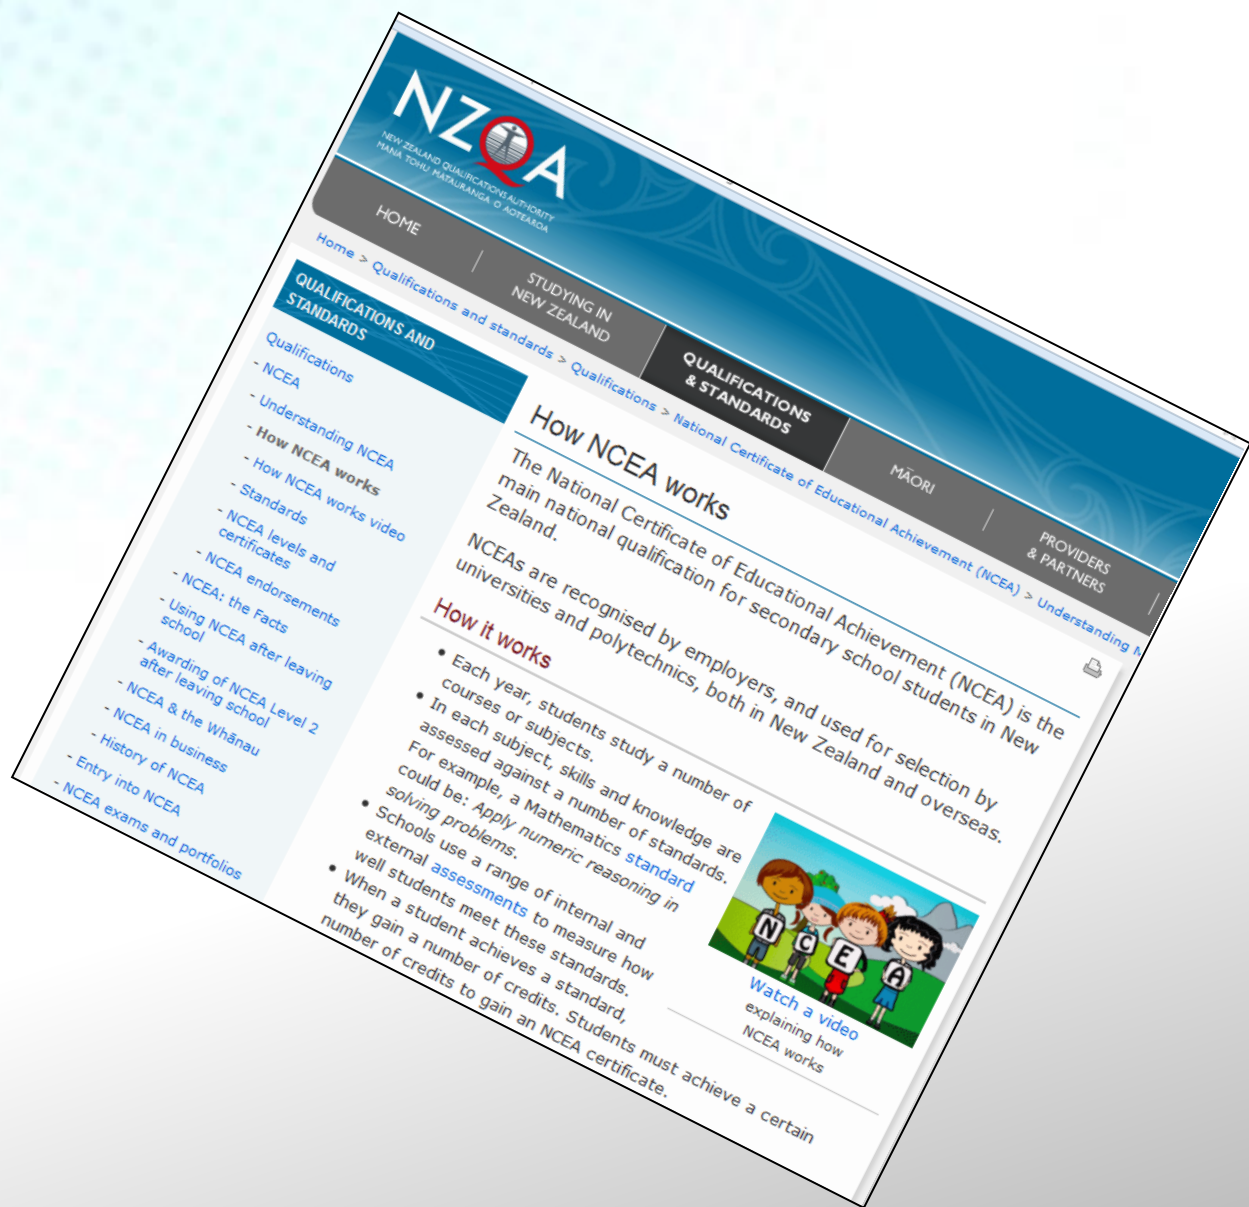 NZQA
NEW ZEALAND QUALIFICATIONS AUTHORITY
MANA TOHU MATAURANGA O AOTEAROA
HOME
STUDYING IN
NEW ZEALAND
QUALIFICATIONS
& STANDARDS
MĀORI
PROVIDERS
& PARTNERS
Home > Qualifications and standards > Qualifications > National Certificate of Educational Achievement (NCEA) > Understanding N
QUALIFICATIONS AND
STANDARDS
Qualifications
- NCEA
- Understanding NCEA
- How NCEA works
- How NCEA works video
- Standards
- NCEA levels and
certificates
- NCEA endorsements
- NCEA: the Facts
- Using NCEA after leaving
school
- Awarding of NCEA Level 2
after leaving school
- NCEA & the Whānau
- NCEA in business
- History of NCEA
- Entry into NCEA
- NCEA exams and portfolios
How NCEA works
The National Certificate of Educational Achievement (NCEA) is the
main national qualification for secondary school students in New
Zealand.
NCEAs are recognised by employers, and used for selection by
universities and polytechnics, both in New Zealand and overseas.
How it works
• Each year, students study a number of
courses or subjects.
• In each subject, skills and knowledge are
assessed against a number of standards.
For example, a Mathematics standard
could be: Apply numeric reasoning in
solving problems.
• Schools use a range of internal and
external assessments to measure how
well students meet these standards.
• When a student achieves a standard,
they gain a number of credits. Students must achieve a certain
number of credits to gain an NCEA certificate.
N C E A
Watch a video
explaining how
NCEA works